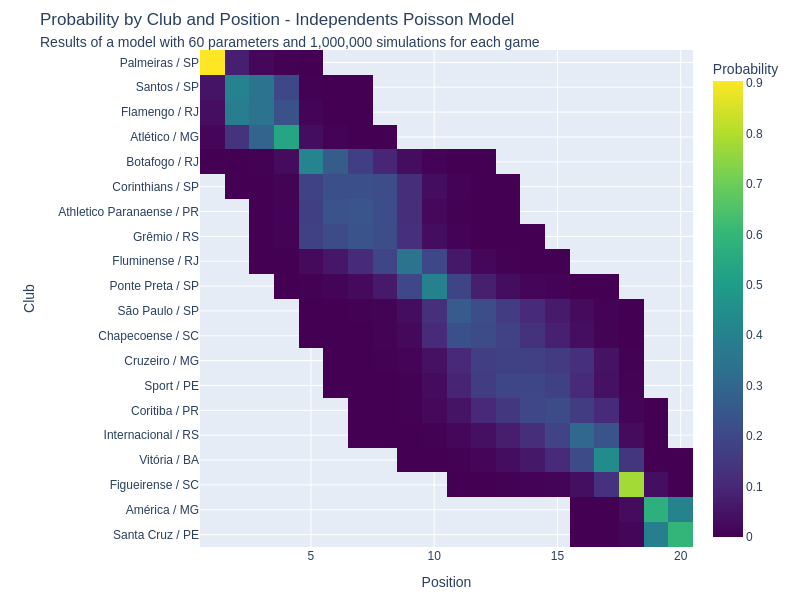 Probability by Club and Position - Independents Poisson Model
Results of a model with 60 parameters and 1,000,000 simulations for each game
Probability
Palmeiras / SP
Santos / SP
Flamengo / RJ
Atlético / MG
Botafogo / RJ
Corinthians / SP
Athletico Paranaense / PR
Grêmio / RS
Fluminense / RJ
Ponte Preta / SP
São Paulo / SP
Chapecoense / SC
Cruzeiro / MG
Sport / PE
Coritiba / PR
Internacional / RS
Vitória / BA
Figueirense / SC
América / MG
Santa Cruz / PE
Club
5
10
15
20
Position
0.9
0.8
0.7
0.6
0.5
0.4
0.3
0.2
0.1
0